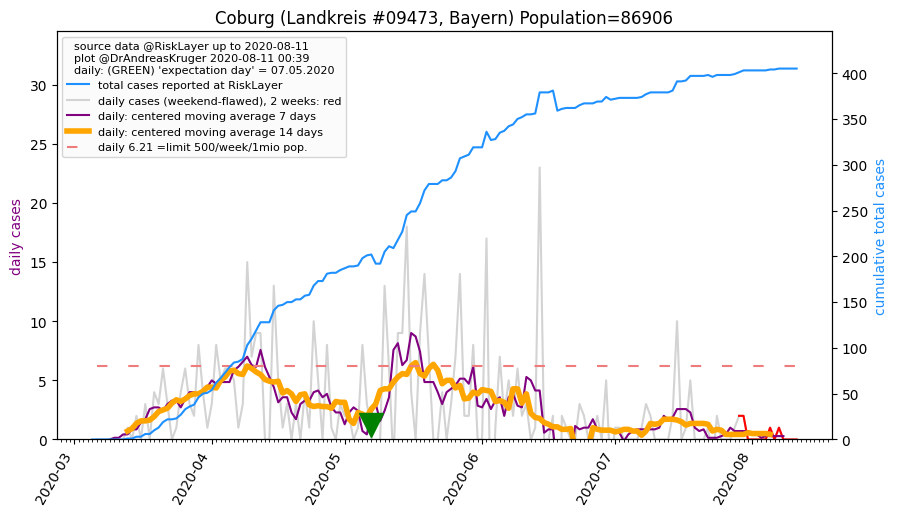 Coburg (Landkreis #09473, Bayern) Population=86906
source data @RiskLayer up to 2020-08-11
plot @DrAndreasKruger 2020-08-11 00:39
daily: (GREEN) 'expectation day' = 07.05.2020
total cases reported at RiskLayer
daily cases (weekend-flawed), 2 weeks: red
daily: centered moving average 7 days
daily: centered moving average 14 days
daily 6.21 =limit 500/week/1mio pop.
daily cases
30
25
20
15
10
5
0
cumulative total cases
400
350
300
250
200
150
100
50
0
2020-03
2020-04
2020-05
2020-06
2020-07
2020-08